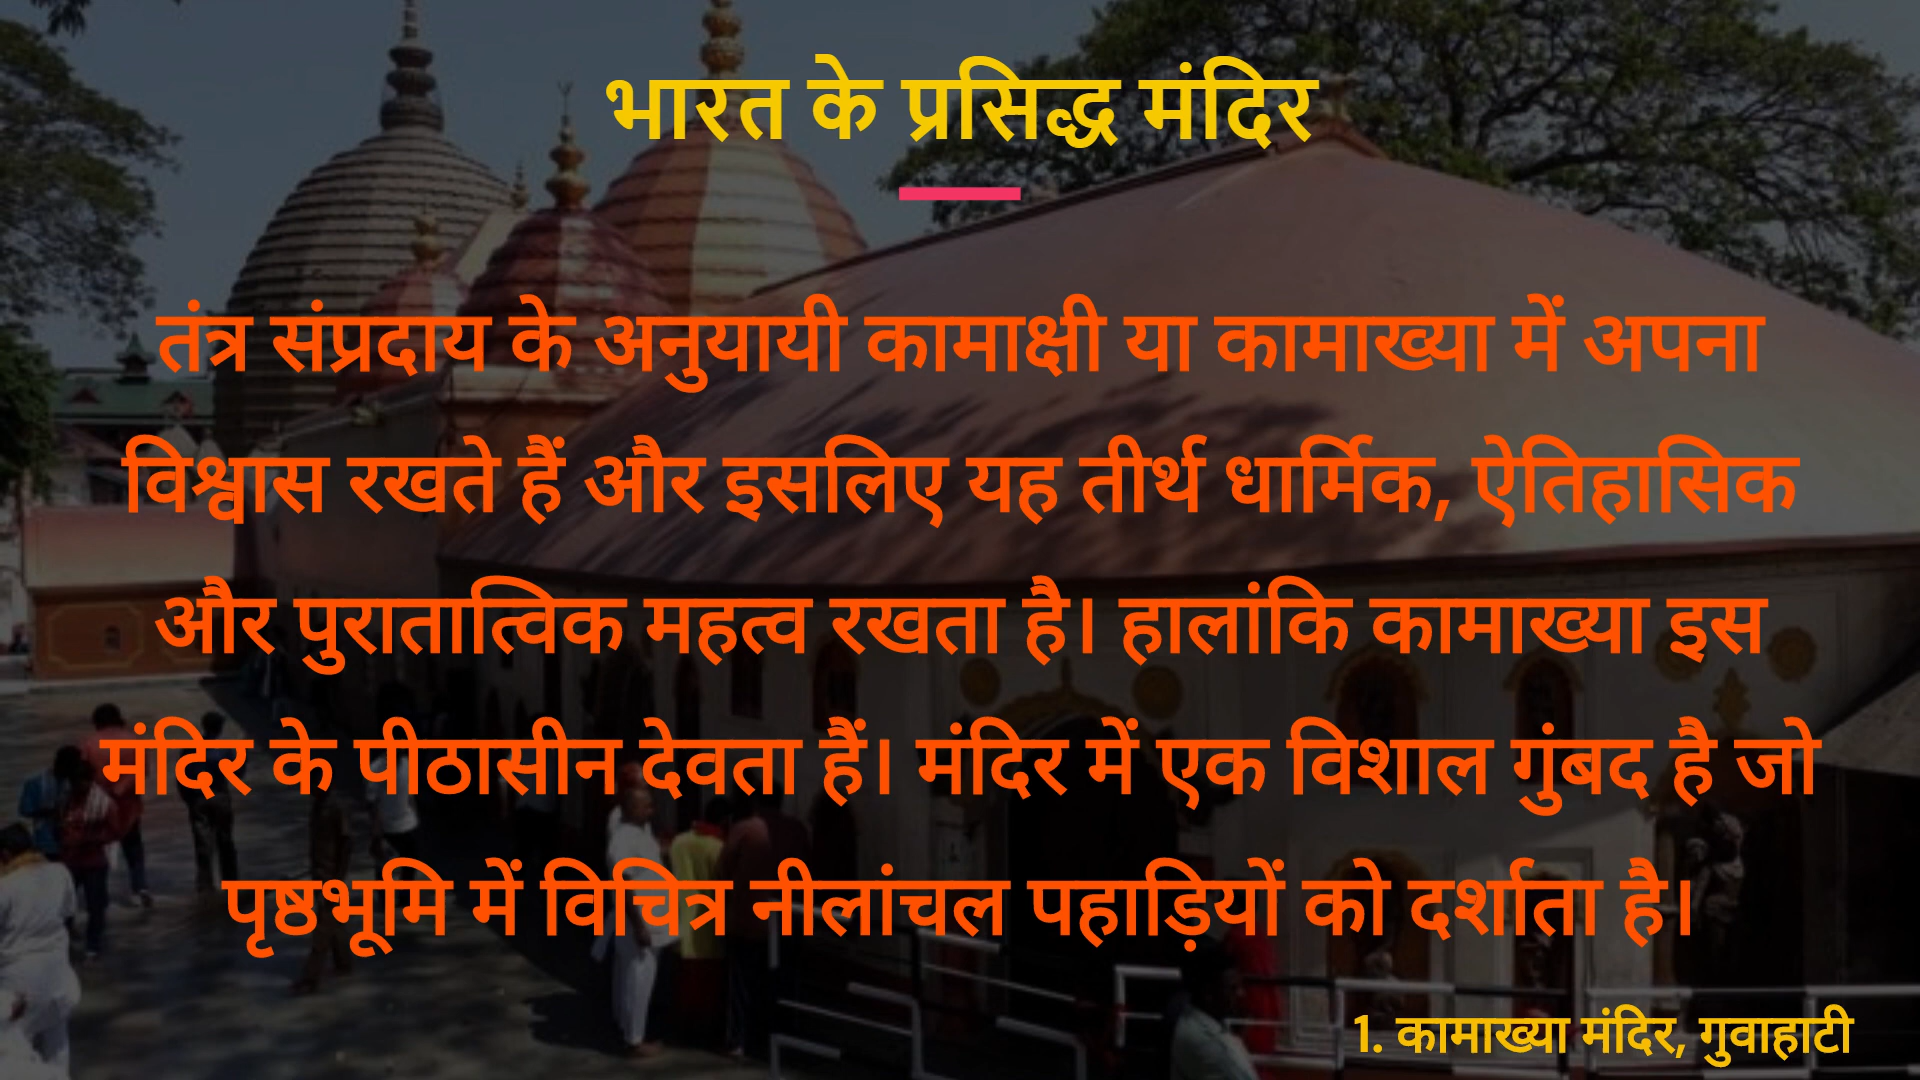 भारत के प्रसिद्ध मंदिर
तंत्र संप्रदाय के अनुयायी कामाक्षी या कामाख्या में अपना
विश्वास रखते हैं और इसलिए यह तीर्थ धार्मिक, ऐतिहासिक
और पुरातात्विक महत्व रखता है। हालांकि कामाख्या इस
मंदिर के पीठासीन देवता हैं। मंदिर में एक विशाल गुंबद है जो
पृष्ठभूमि में विचित्र नीलांचल पहाड़ियों को दर्शाता है।
1. कामाख्या मंदिर, गुवाहाटी